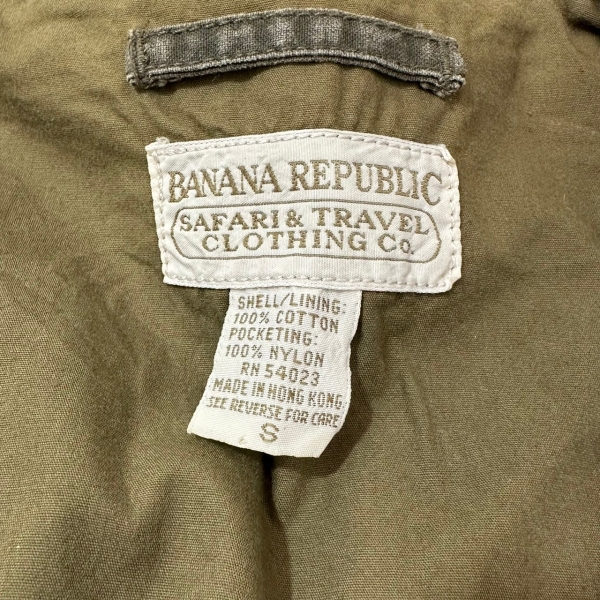 BANANA REPUBLIC
SAFARI & TRAVEL
CLOTHING CO.
SHELL/LINING:
100% COTTON
POCKETING:
100% NYLON
RN 54023
MADE IN HONG KONG
SEE REVERSE FOR CARE
S